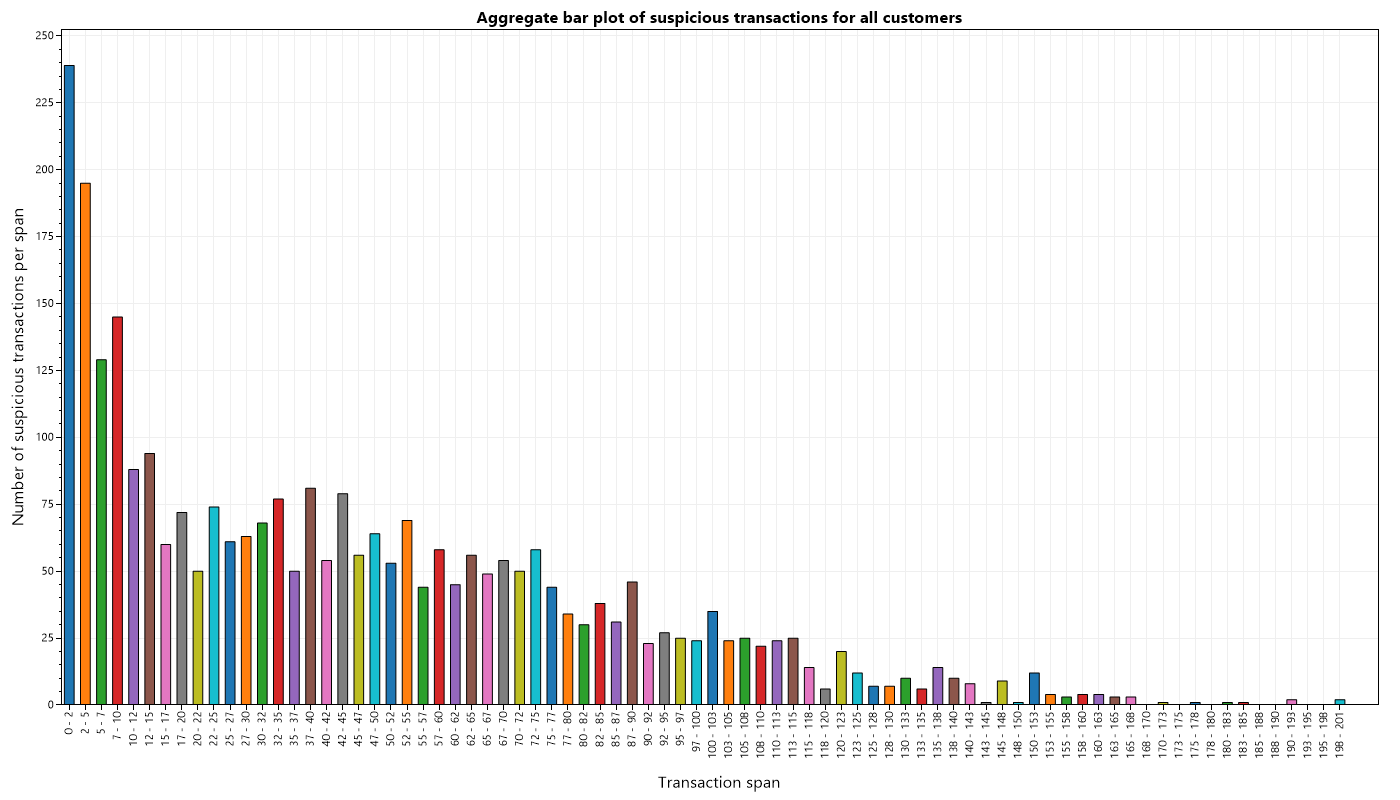 Aggregate bar plot of suspicious transactions for all customers
Number of suspicious transactions per span
250
225
200
175
150
125
100
75
50
25
0
0 - 2
2 - 5
5 - 7
7 - 10
10 - 12
12 - 15
15 - 17
17 - 20
20 - 22
22 - 25
25 - 27
27 - 30
30 - 32
32 - 35
35 - 37
37 - 40
40 - 42
42 - 45
45 - 47
47 - 50
50 - 52
52 - 55
55 - 57
57 - 60
60 - 62
62 - 65
65 - 67
67 - 70
70 - 72
72 - 75
75 - 77
77 - 80
80 - 82
82 - 85
85 - 87
87 - 90
90 - 92
92 - 95
95 - 97
97 - 100
100 - 103
103 - 105
105 - 108
108 - 110
110 - 113
113 - 115
115 - 118
118 - 120
120 - 123
123 - 125
125 - 128
128 - 130
130 - 133
133 - 135
135 - 138
138 - 140
140 - 143
143 - 145
145 - 148
148 - 150
150 - 153
153 - 155
155 - 158
158 - 160
160 - 163
163 - 165
165 - 168
168 - 170
170 - 173
173 - 175
175 - 178
178 - 180
180 - 183
183 - 185
185 - 188
188 - 190
190 - 193
193 - 195
195 - 198
198 - 201
Transaction span